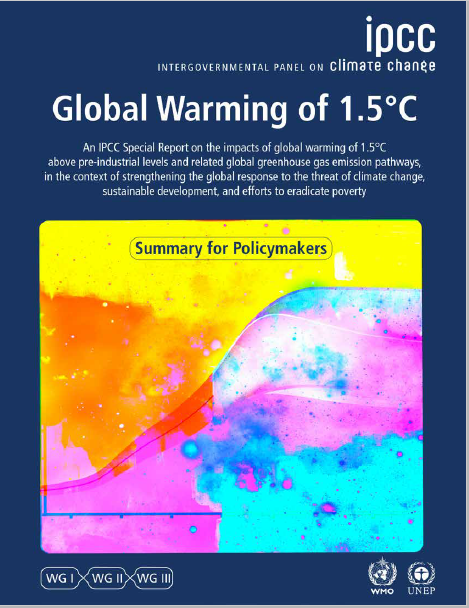 ipcc
INTERGOVERNMENTAL PANEL ON climate change
Global Warming of 1.5°C
An IPCC Special Report on the impacts of global warming of 1.5°C
above pre-industrial levels and related global greenhouse gas emission pathways,
in the context of strengthening the global response to the threat of climate change,
sustainable development, and efforts to eradicate poverty
Summary for Policymakers
WG I WG II WG III
WMO UNEP